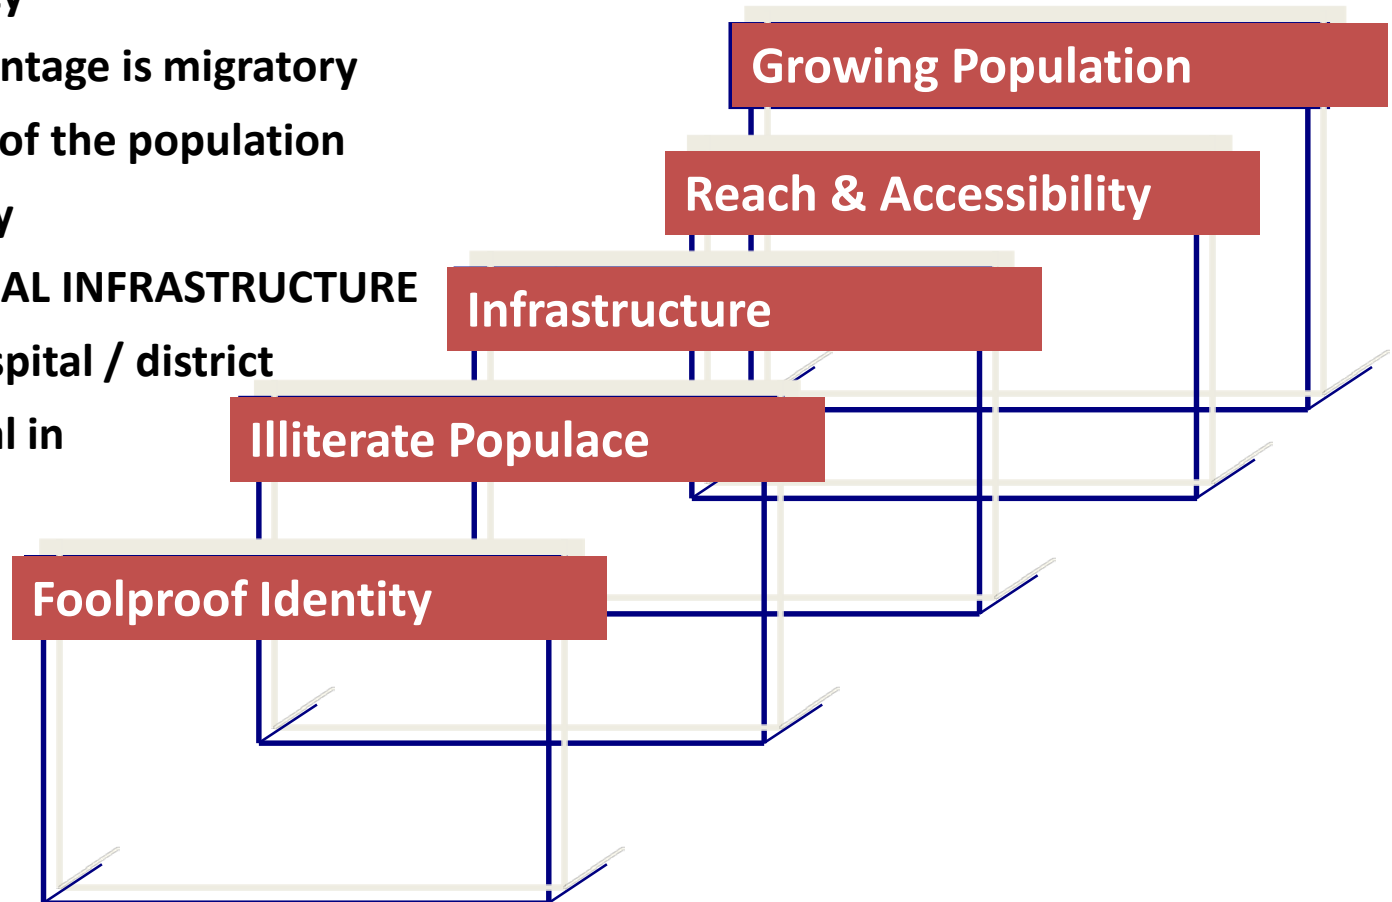 ntage is migratory
of the population
AL INFRASTRUCTURE
spital / district
l in
Growing Population
Reach & Accessibility
Infrastructure
Illiterate Populace
Foolproof Identity